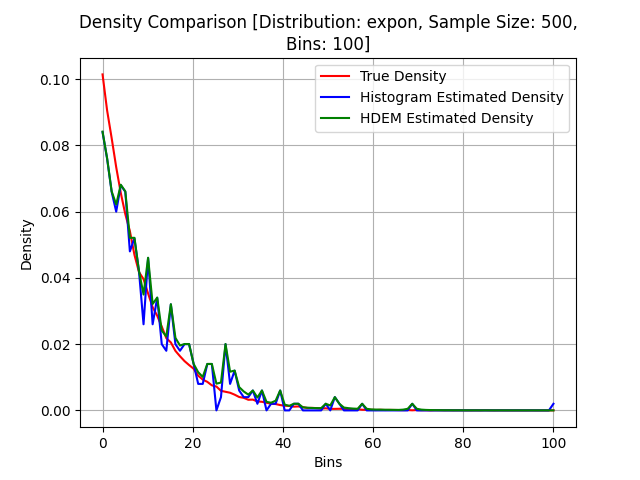 Density Comparison [Distribution: expon, Sample Size: 500,
Bins: 100]
True Density
Histogram Estimated Density
HDEM Estimated Density
Density
0.10
0.08
0.06
0.04
0.02
0.00
0
20
40
60
80
100
Bins